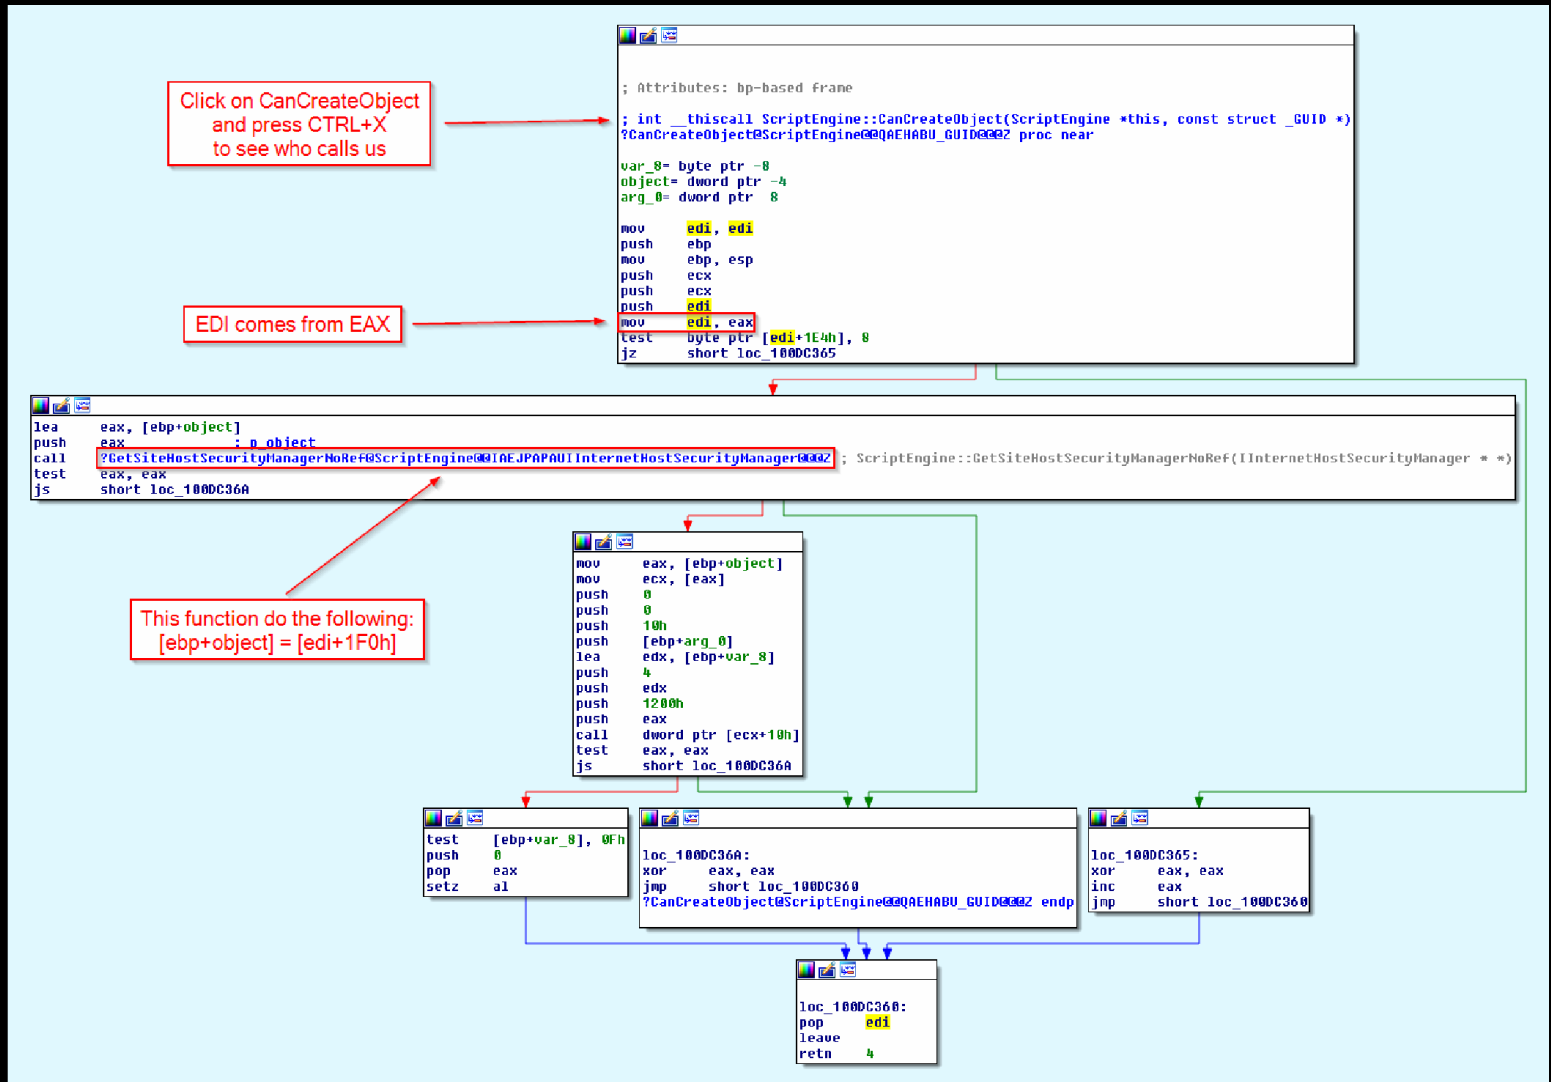 ; Attributes: bp-based frame
Click on CanCreateObject
and press CTRL+X
to see who calls us
; int __thiscall ScriptEngine::CanCreateObject(ScriptEngine *this, const struct _GUID *)
?CanCreateObject@ScriptEngine@@QAEHABU_GUID@@@Z proc near
var_8= byte ptr -8
object= dword ptr -4
arg_0= dword ptr 8
mov edi, edi
push ebp
mov ebp, esp
push ecx
push ecx
push edi
EDI comes from EAX
mov edi, eax
test byte ptr [edi+1E4h], 8
jz short loc_100DC365
lea eax, [ebp+object]
push eax ; p_object
call ?GetSiteHostSecurityManagerNoRef@ScriptEngine@@IAEJPAPAUIInternetHostSecurityManager@@@Z ; ScriptEngine::GetSiteHostSecurityManagerNoRef(IInternetHostSecurityManager * *)
test eax, eax
js short loc_100DC36A
This function do the following:
[ebp+object] = [edi+1F0h]
mov eax, [ebp+object]
mov ecx, [eax]
push 0
push 0
push 10h
push [ebp+arg_0]
lea edx, [ebp+var_8]
push 4
push edx
push 1200h
push eax
call dword ptr [ecx+10h]
test eax, eax
js short loc_100DC36A
test [ebp+var_8], 0Fh
push 0
pop eax
setz al
loc_100DC36A:
xor eax, eax
jmp short loc_100DC360
?CanCreateObject@ScriptEngine@@QAEHABU_GUID@@@Z endp
loc_100DC365:
xor eax, eax
inc eax
jmp short loc_100DC360
loc_100DC360:
pop edi
leave
retn 4